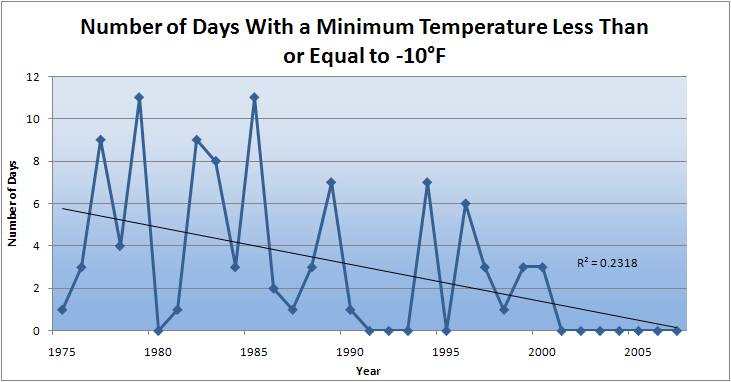 Number of Days With a Minimum Temperature Less Than
or Equal to -10°F
12
10
8
6
4
2
0
Number of Days
R² = 0.2318
1975 1980 1985 1990 1995 2000 2005
Year